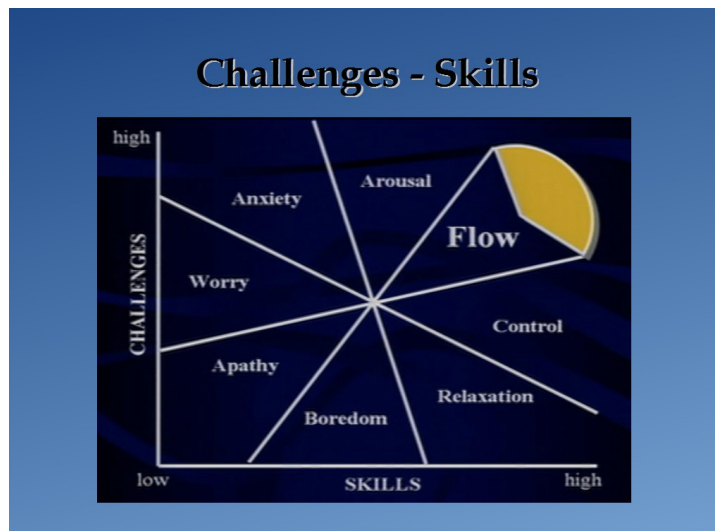 Challenges - Skills
high
Arousal
Anxiety
Flow
CHALLENGES
Worry
Control
Apathy
Relaxation
Boredom
low
SKILLS
high